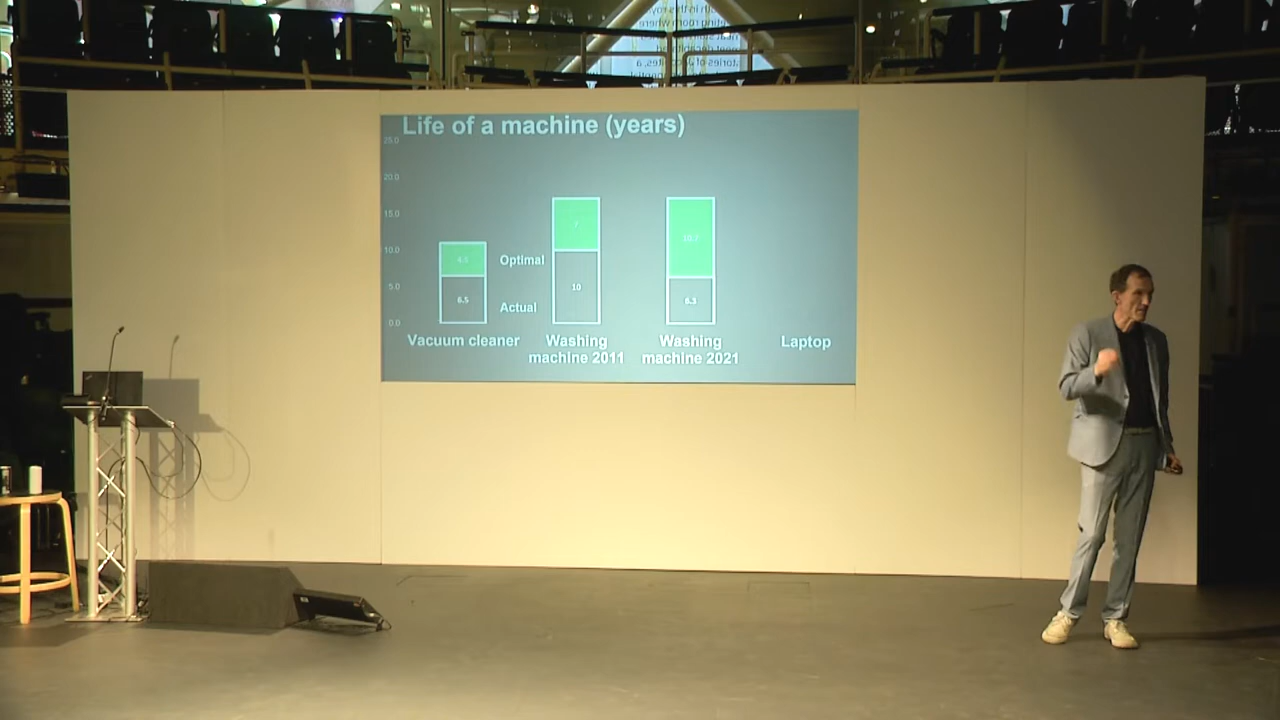 Life of a machine (years)
25.0
20.0
15.0
10.0
5.0
0.0
6.5
Optimal
Actual
7
10
6.3
Vacuum cleaner
Washing
machine 2011
Washing
machine 2021
Laptop